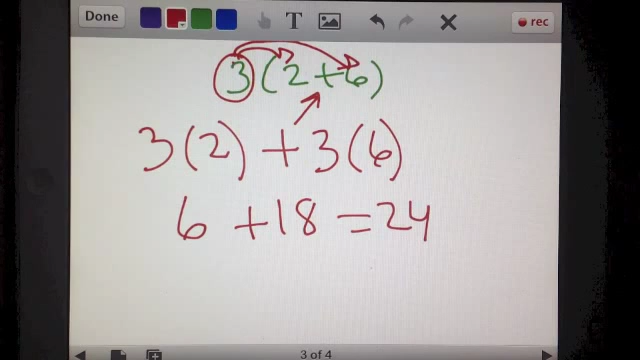 Done T rec
3(2+6)
3(2) + 3(6)
6 + 18 = 24
3 of 4